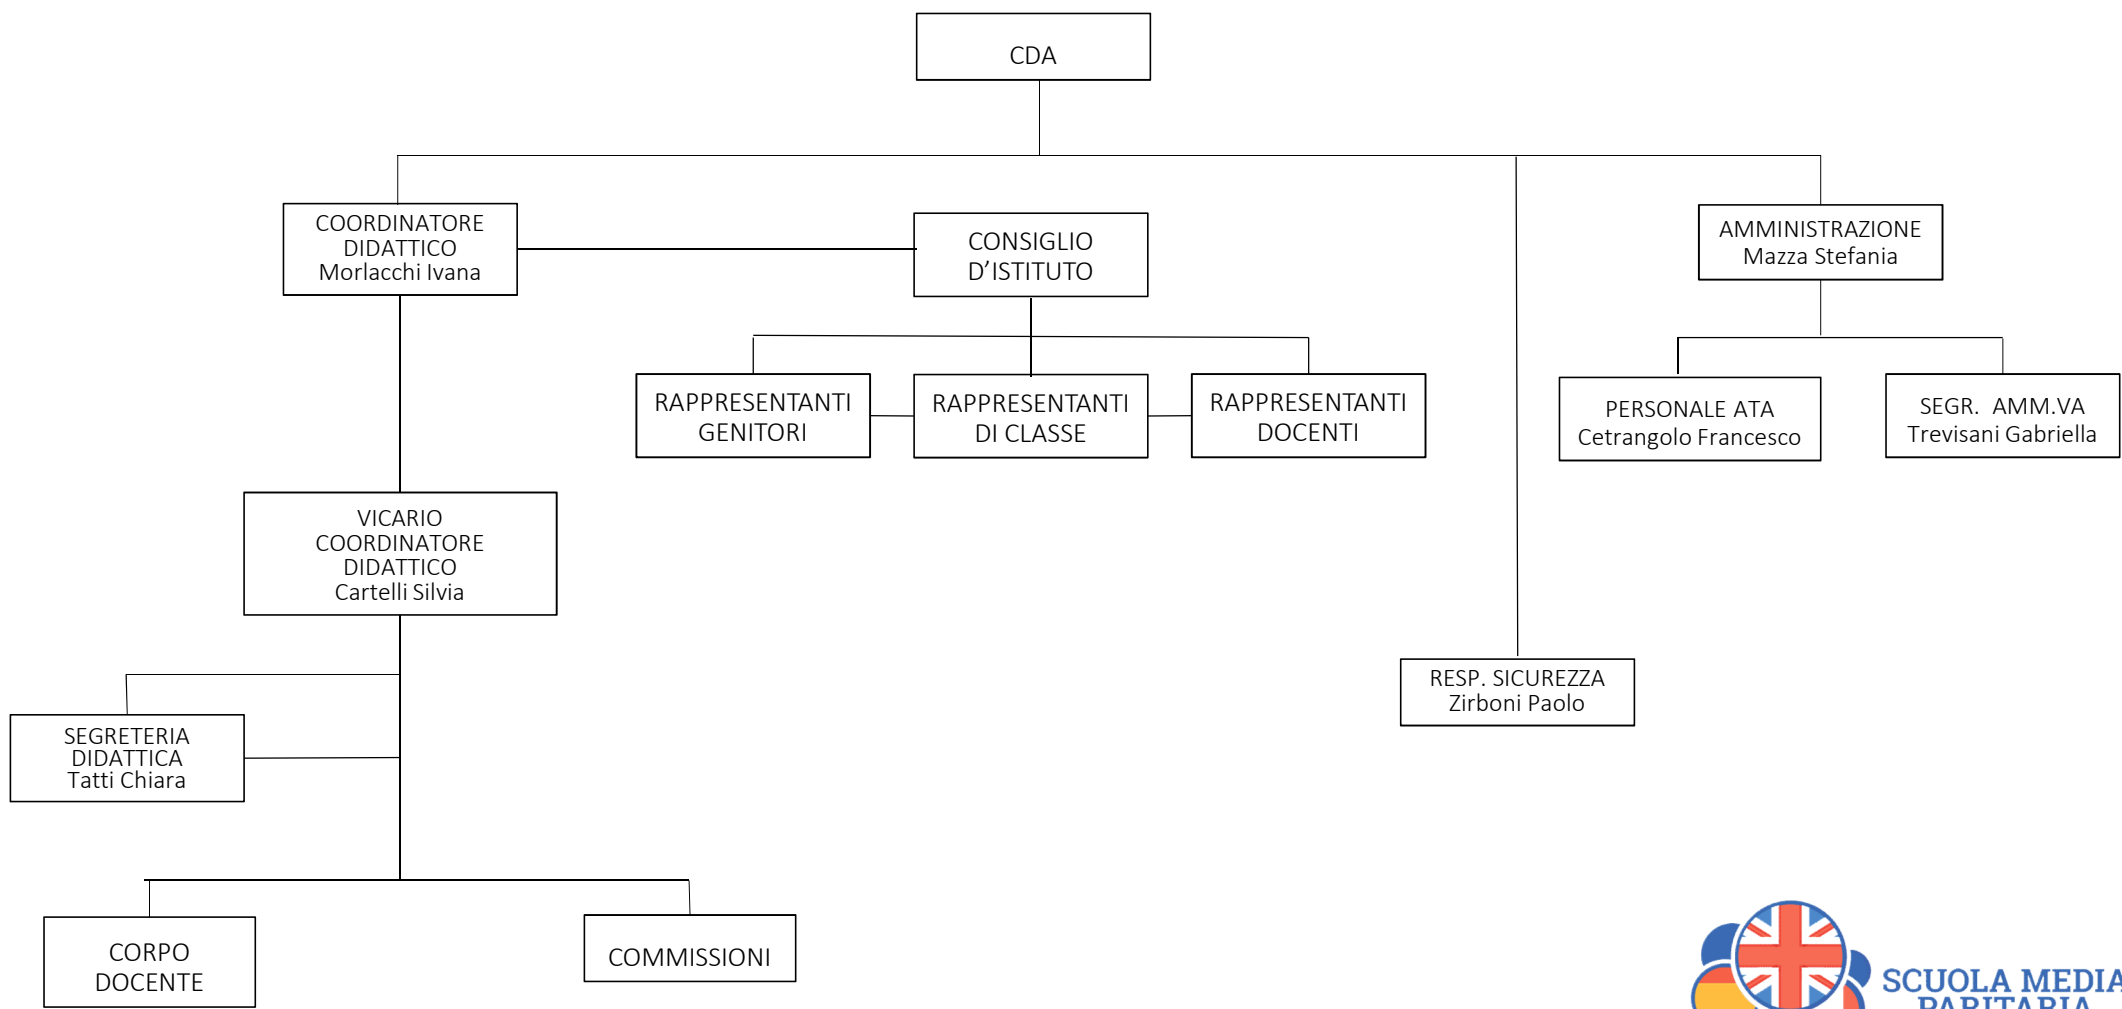 CDA
COORDINATORE
DIDATTICO
Morlacchi Ivana
CONSIGLIO
D’ISTITUTO
AMMINISTRAZIONE
Mazza Stefania
RAPPRESENTANTI
GENITORI
RAPPRESENTANTI
DI CLASSE
RAPPRESENTANTI
DOCENTI
PERSONALE ATA
Cetrangolo Francesco
SEGR. AMM.VA
Trevisani Gabriella
VICARIO
COORDINATORE
DIDATTICO
Cartelli Silvia
RESP. SICUREZZA
Zirboni Paolo
SEGRETERIA
DIDATTICA
Tatti Chiara
CORPO
DOCENTE
COMMISSIONI
SCUOLA MEDIA
PARITARIA